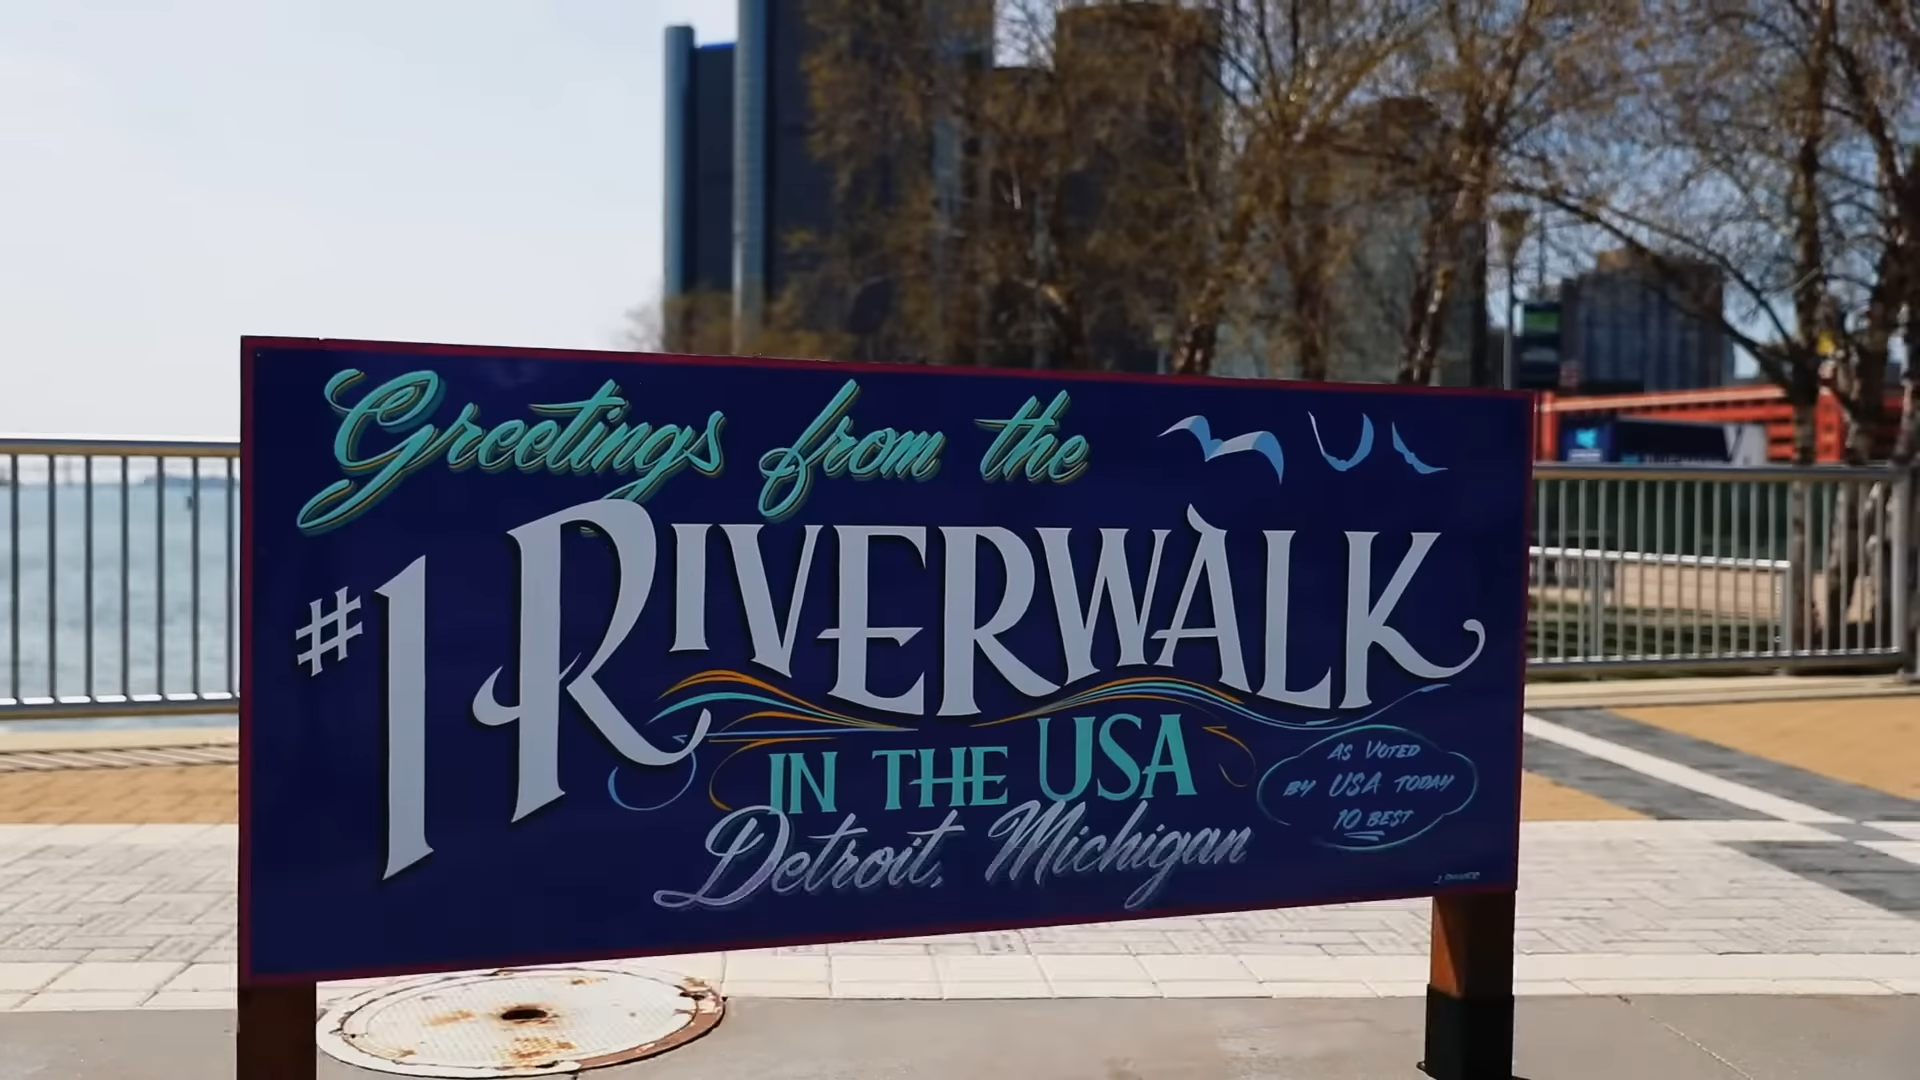 Greetings from the
#1 RIVERWALK
IN THE USA
Detroit, Michigan
AS VOTED
BY USA TODAY
10 BEST